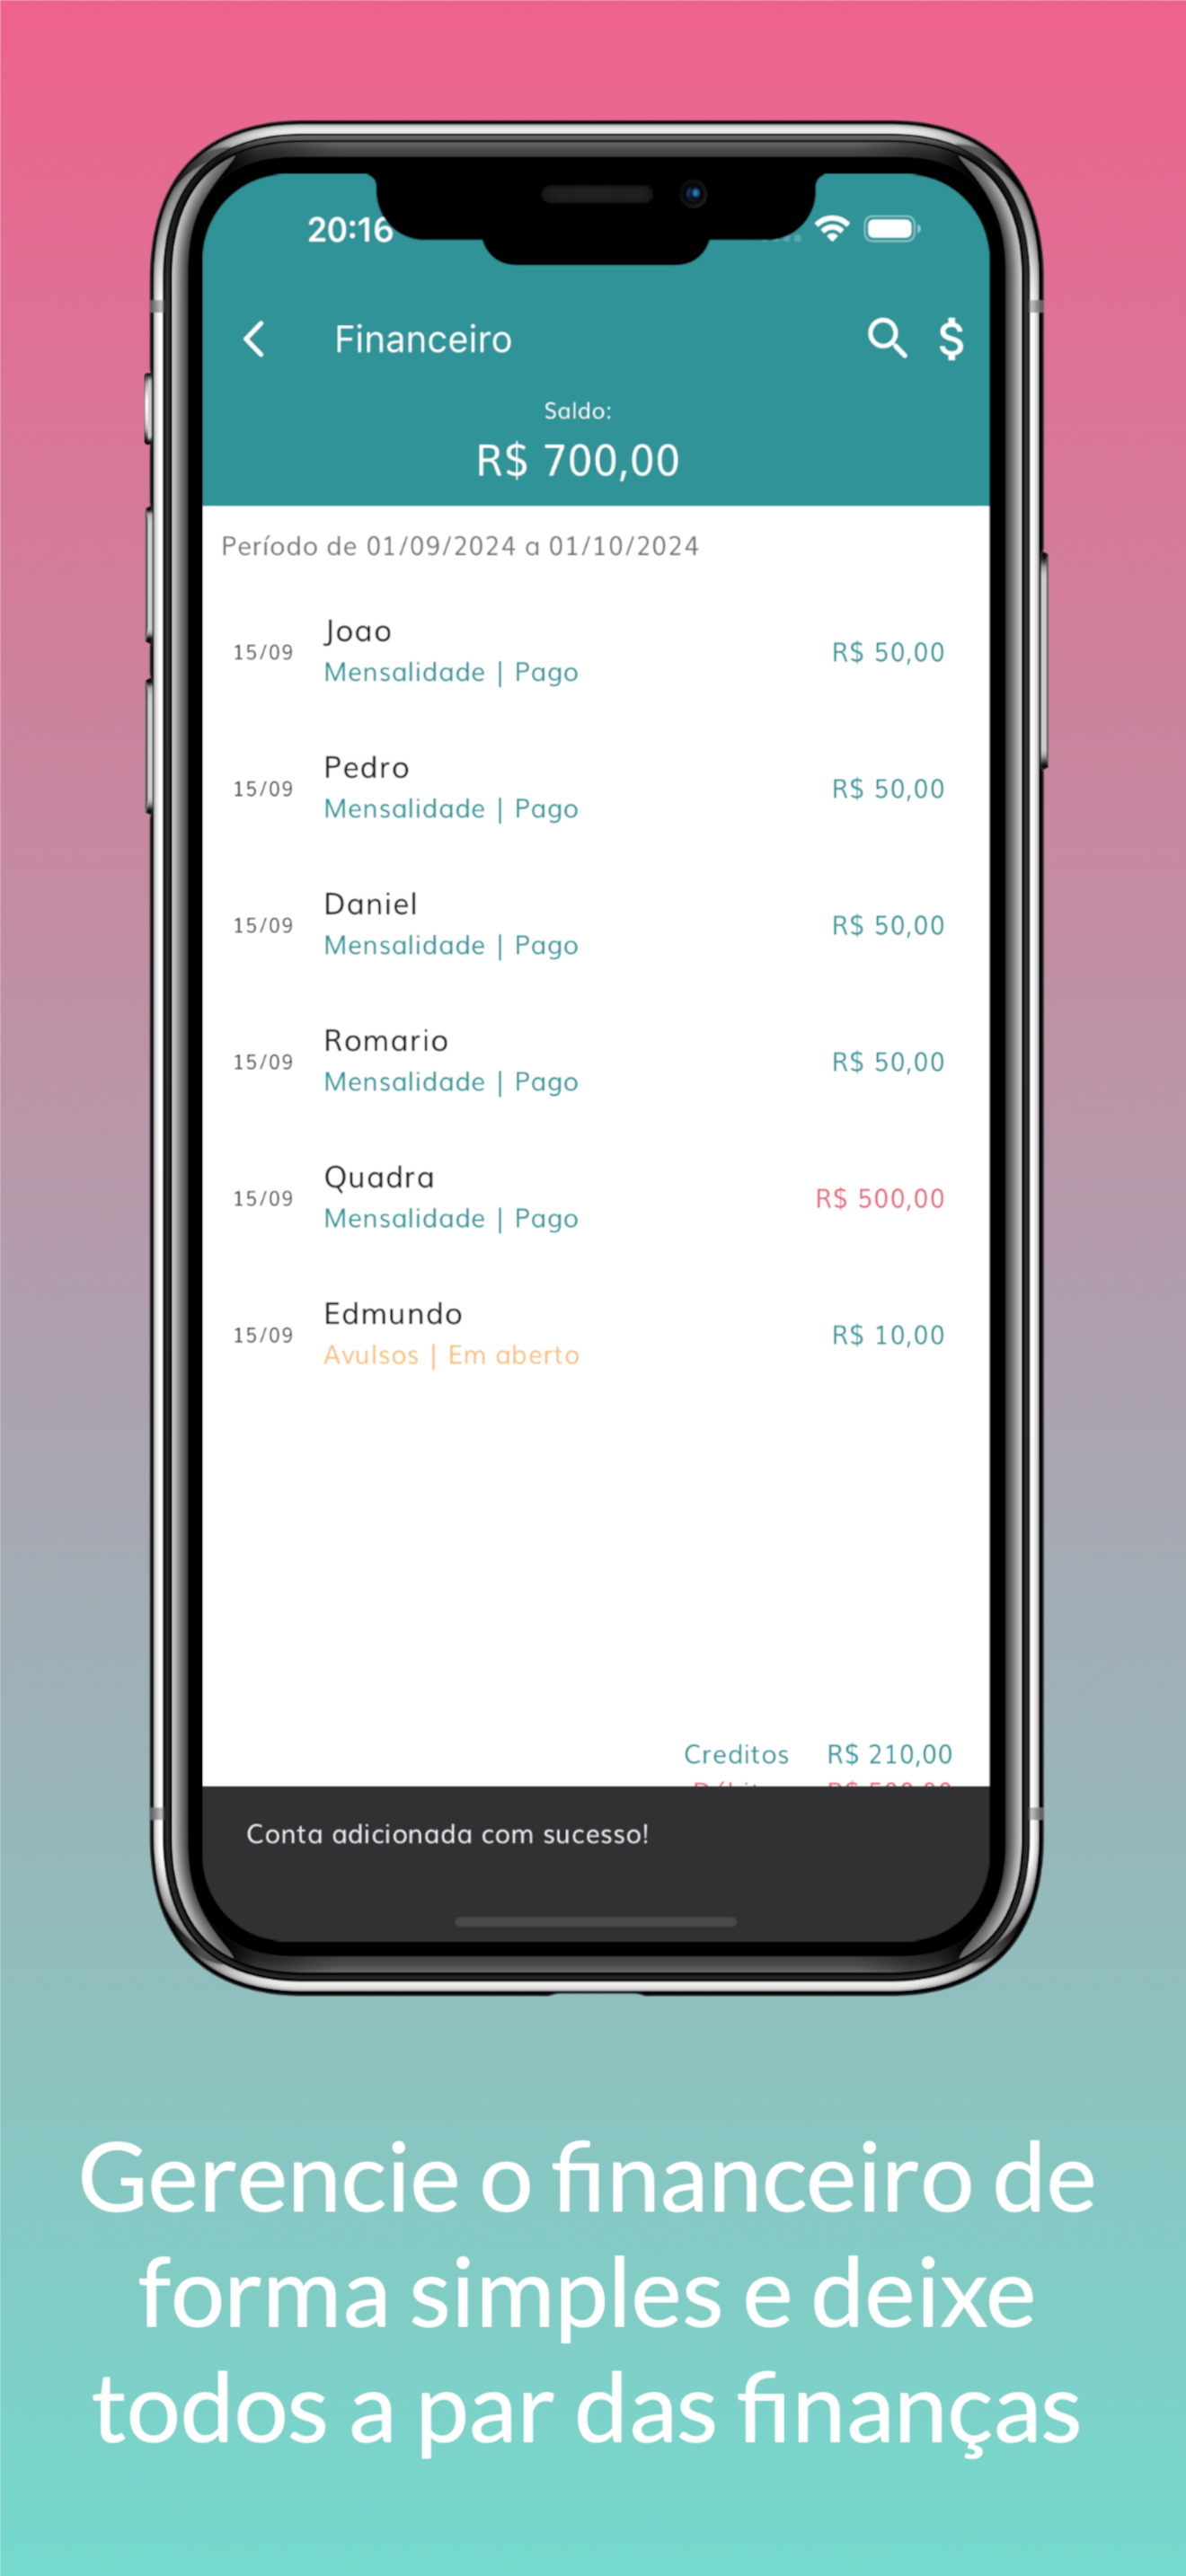 20:16
Financeiro
$
Saldo:
R$ 700,00
Período de 01/09/2024 a 01/10/2024
Joao
15/09
R$ 50,00
Mensalidade | Pago
Pedro
15/09
R$ 50,00
Mensalidade | Pago
Daniel
15/09
R$ 50,00
Mensalidade | Pago
Romario
15/09
R$ 50,00
Mensalidade | Pago
Quadra
15/09
R$ 500,00
Mensalidade | Pago
Edmundo
15/09
R$ 10,00
Avulsos | Em aberto
Creditos R$ 210,00
Conta adicionada com sucesso!
Gerencie o financeiro de
forma simples e deixe
todos a par das finanças